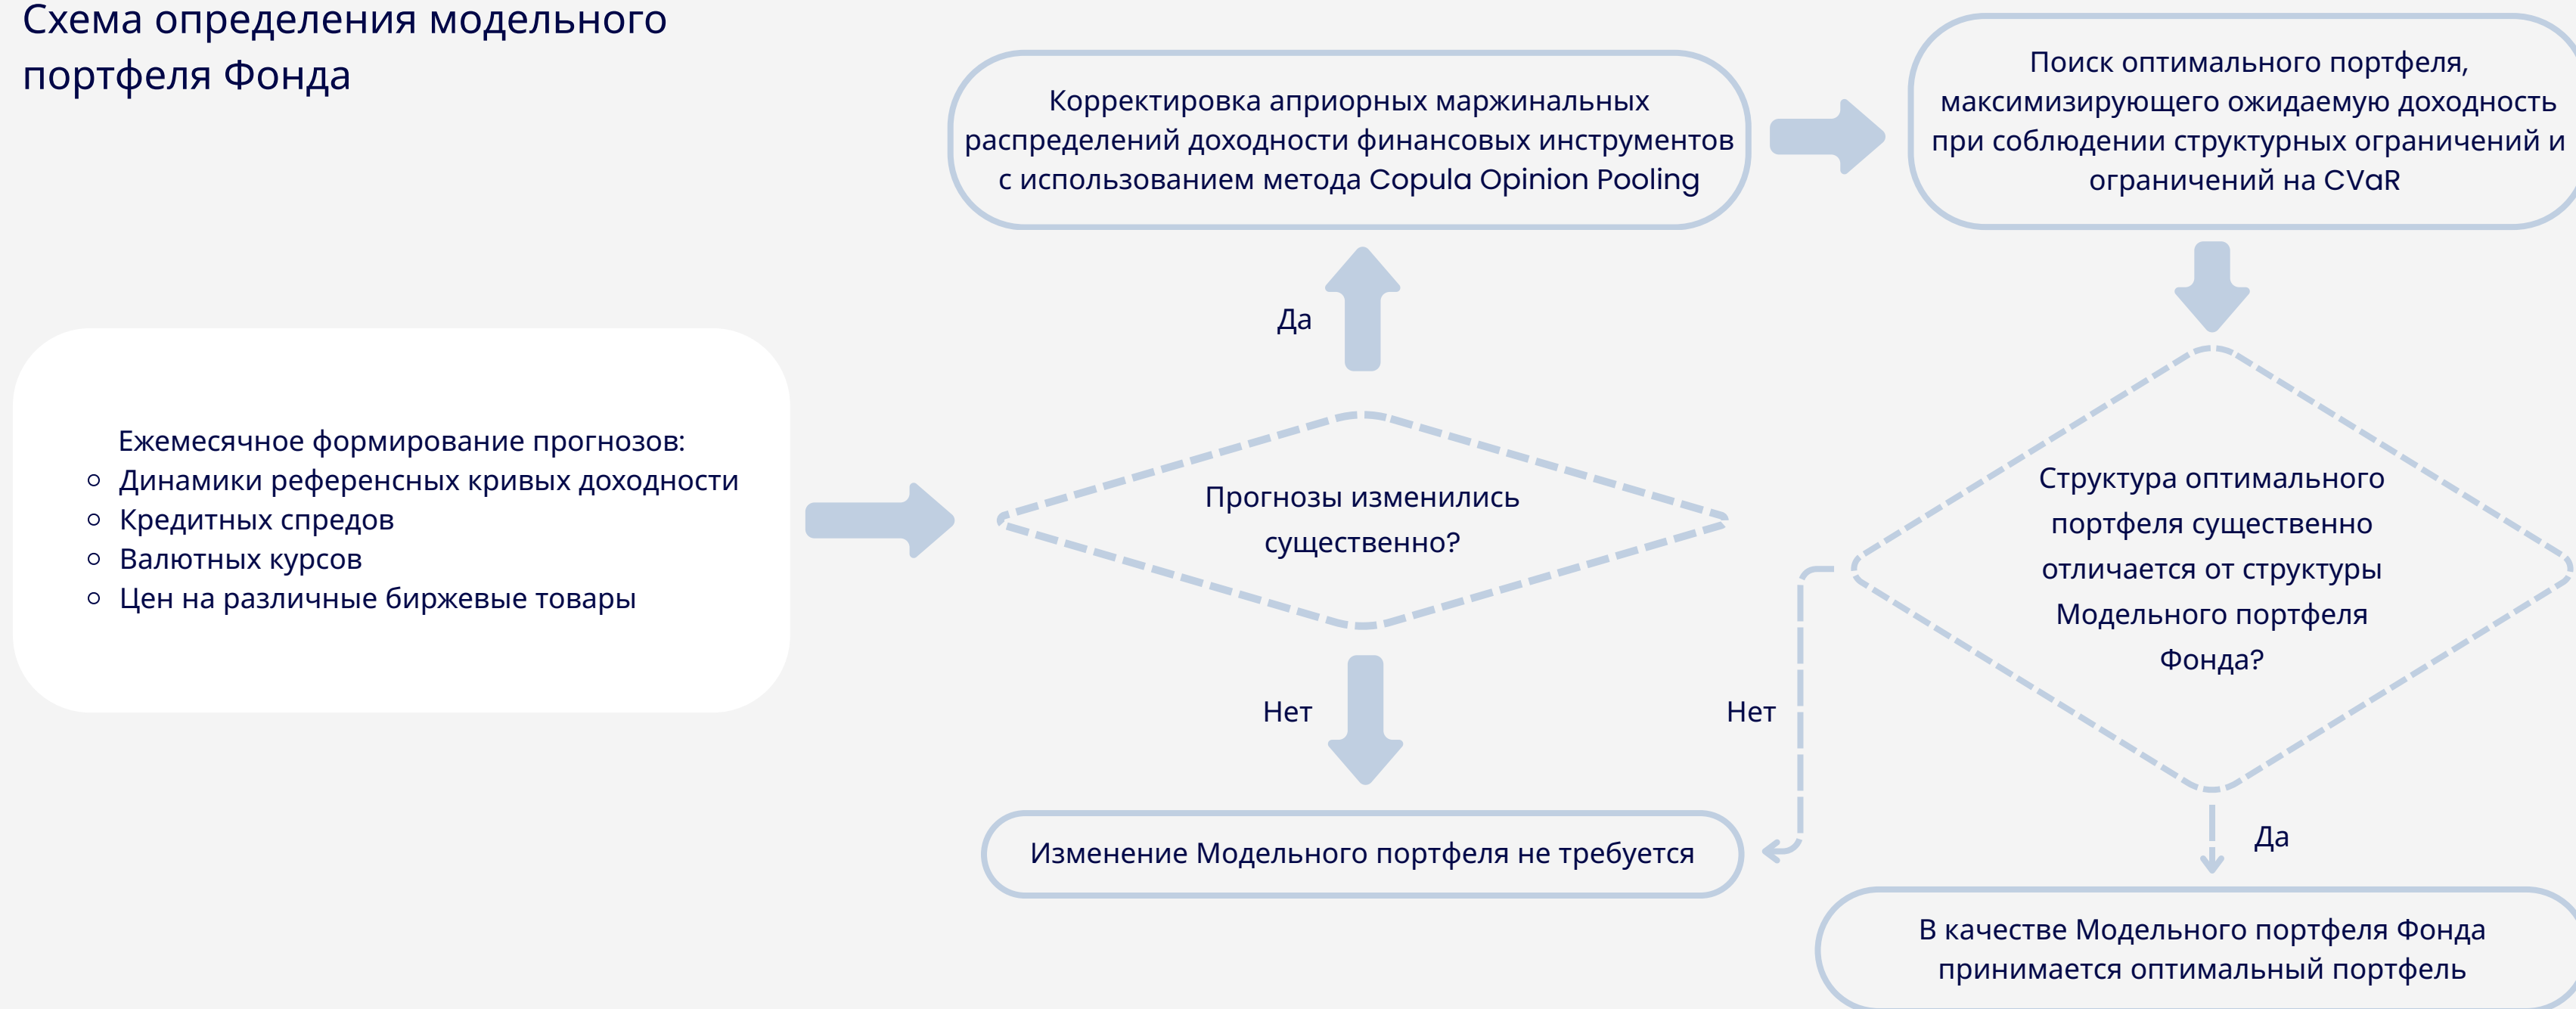 Схема определения модельного
портфеля Фонда
Ежемесячное формирование прогнозов:
Динамики референсных кривых доходности
Кредитных спредов
Валютных курсов
Цен на различные биржевые товары
Прогнозы изменились
существенно?
Да
Корректировка априорных маржинальных
распределений доходности финансовых инструментов
с использованием метода Copula Opinion Pooling
Поиск оптимального портфеля,
максимизирующего ожидаемую доходность
при соблюдении структурных ограничений и
ограничений на CVaR
Структура оптимального
портфеля существенно
отличается от структуры
Модельного портфеля
Фонда?
Нет
Нет
Изменение Модельного портфеля не требуется
Да
В качестве Модельного портфеля Фонда
принимается оптимальный портфель